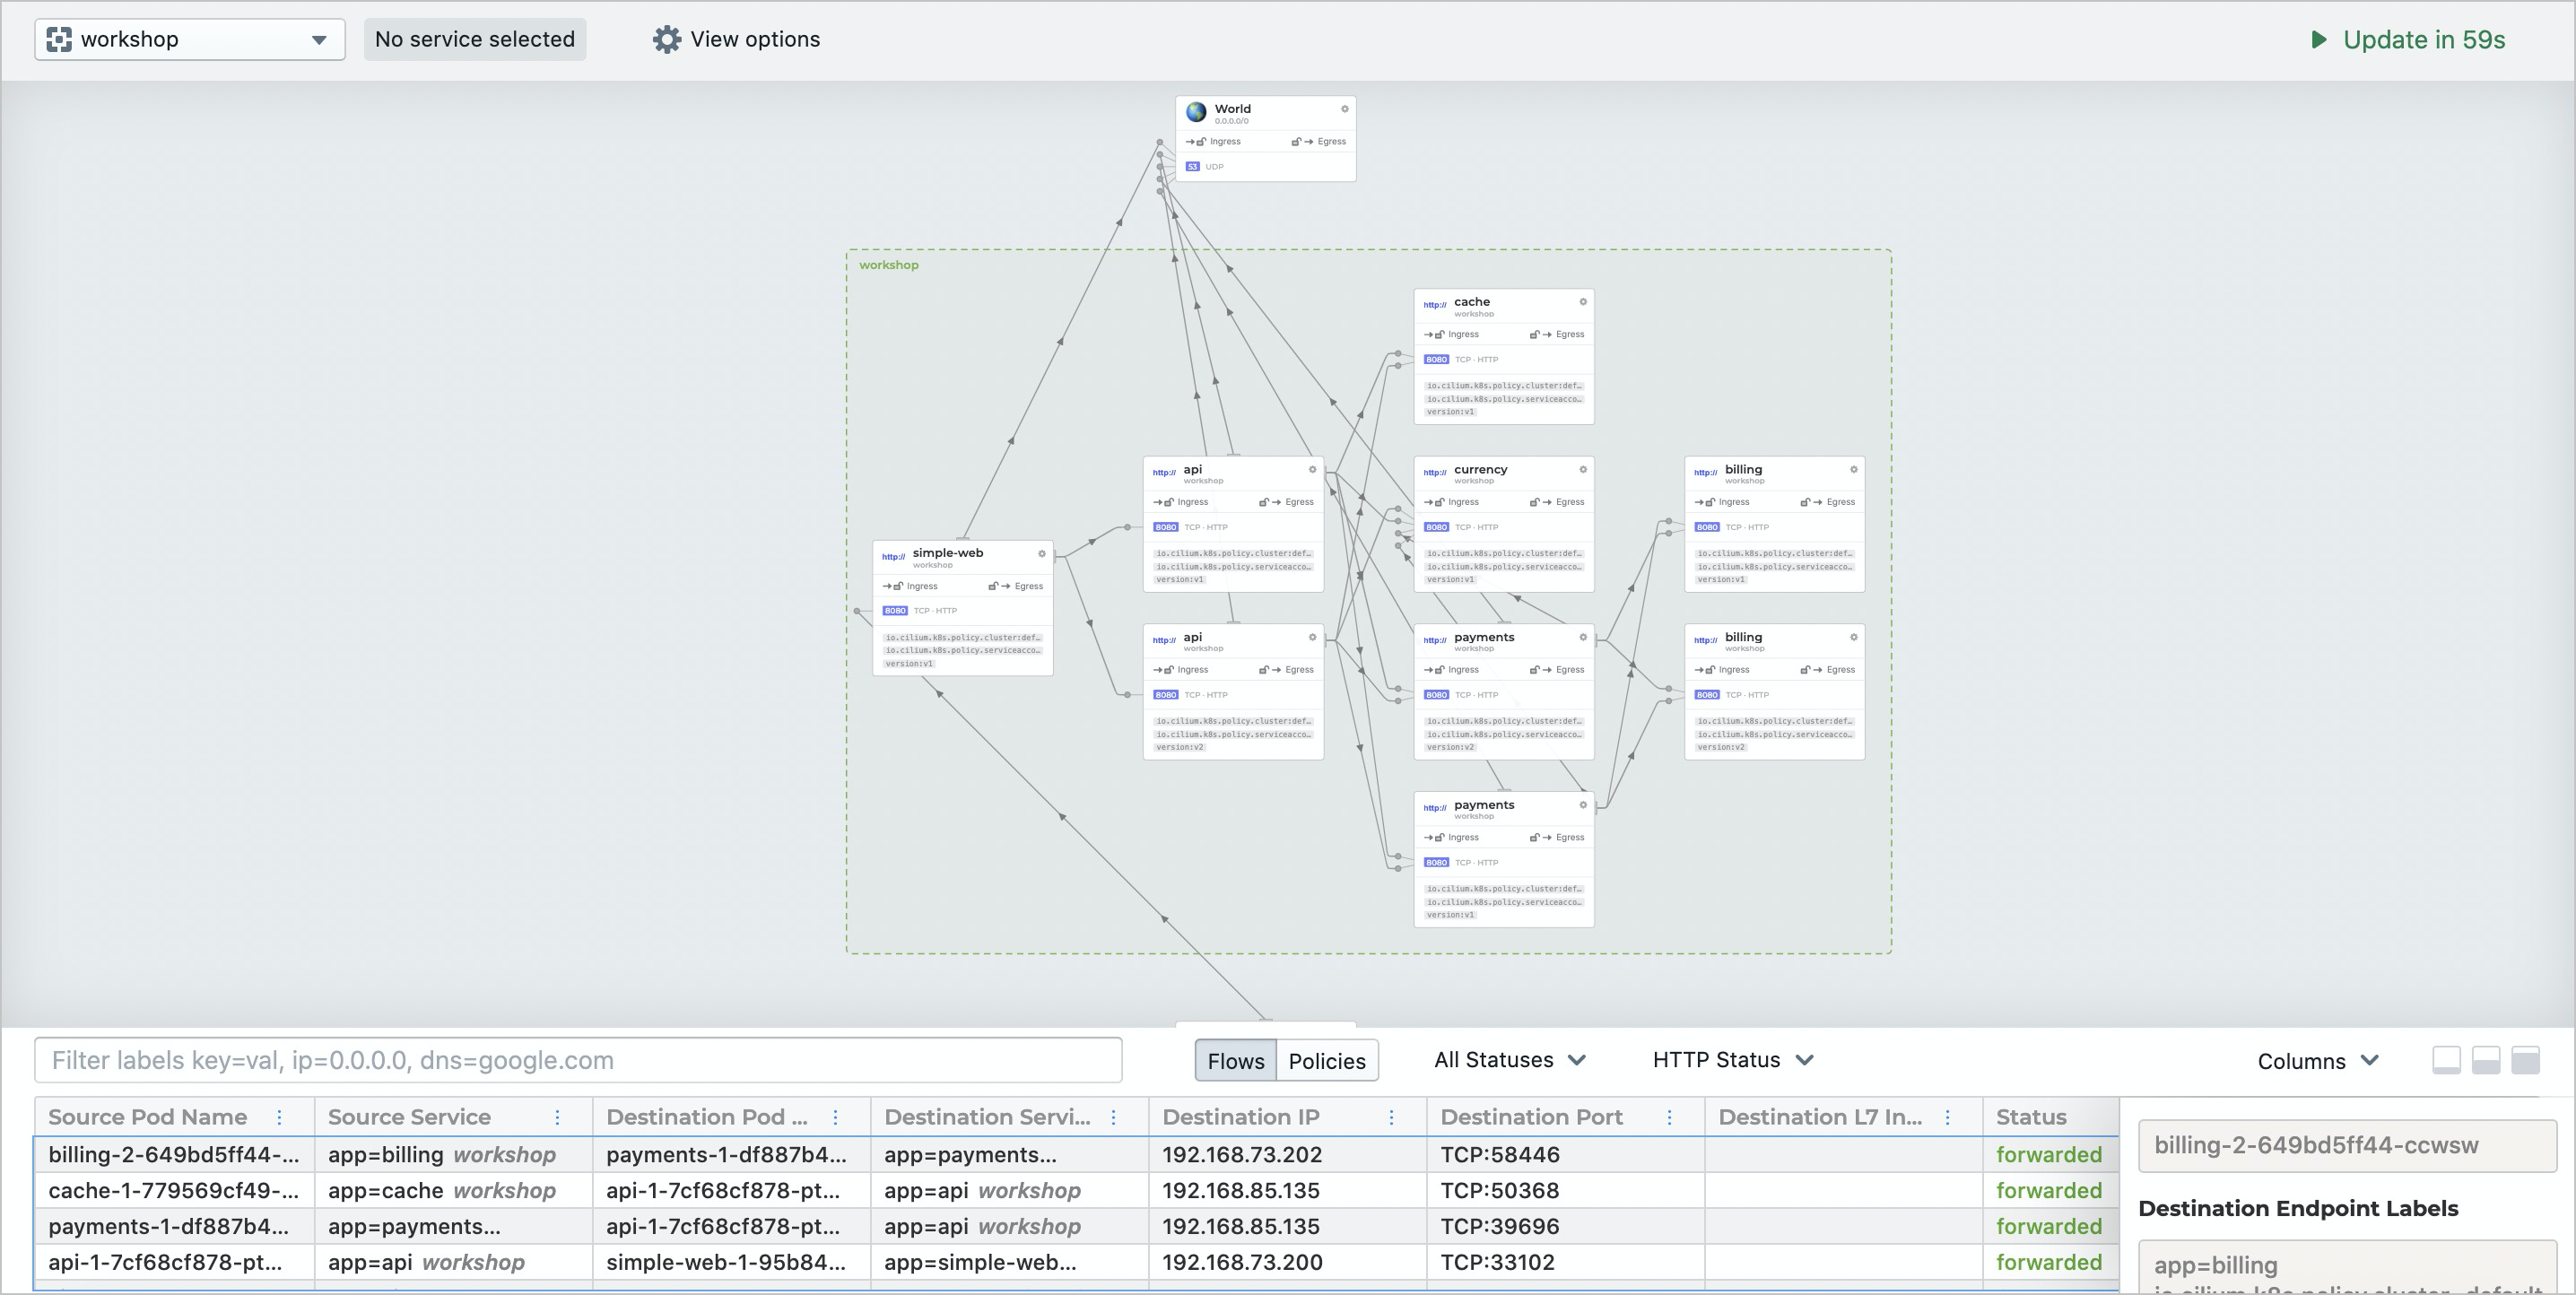 workshop
No service selected
View options
Update in 59s
World
0.0.0.0/0
Ingress
Egress
53
UDP
workshop
http://
cache
workshop
Ingress
Egress
8080
TCP · HTTP
io.cilium.k8s.policy.cluster:def…
io.cilium.k8s.policy.serviceacco…
version:v1
http://
api
workshop
Ingress
Egress
8080
TCP · HTTP
io.cilium.k8s.policy.cluster:def…
io.cilium.k8s.policy.serviceacco…
version:v1
http://
currency
workshop
Ingress
Egress
8080
TCP · HTTP
io.cilium.k8s.policy.cluster:def…
io.cilium.k8s.policy.serviceacco…
version:v1
http://
billing
workshop
Ingress
Egress
8080
TCP · HTTP
io.cilium.k8s.policy.cluster:def…
io.cilium.k8s.policy.serviceacco…
version:v1
http://
simple-web
workshop
Ingress
Egress
8080
TCP · HTTP
io.cilium.k8s.policy.cluster:def…
io.cilium.k8s.policy.serviceacco…
version:v1
http://
api
workshop
Ingress
Egress
8080
TCP · HTTP
io.cilium.k8s.policy.cluster:def…
io.cilium.k8s.policy.serviceacco…
version:v2
http://
payments
workshop
Ingress
Egress
8080
TCP · HTTP
io.cilium.k8s.policy.cluster:def…
io.cilium.k8s.policy.serviceacco…
version:v2
http://
billing
workshop
Ingress
Egress
8080
TCP · HTTP
io.cilium.k8s.policy.cluster:def…
io.cilium.k8s.policy.serviceacco…
version:v2
http://
payments
workshop
Ingress
Egress
8080
TCP · HTTP
io.cilium.k8s.policy.cluster:def…
io.cilium.k8s.policy.serviceacco…
version:v1
Filter labels key=val, ip=0.0.0.0, dns=google.com
Flows
Policies
All Statuses
HTTP Status
Columns
Source Pod Name
Source Service
Destination Pod ...
Destination Servi...
Destination IP
Destination Port
Destination L7 In...
Status
billing-2-649bd5ff44-... app=billing workshop payments-1-df887b4... app=payments... 192.168.73.202 TCP:58446 forwarded
cache-1-779569cf49-... app=cache workshop api-1-7cf68cf878-pt... app=api workshop 192.168.85.135 TCP:50368 forwarded
payments-1-df887b4... app=payments... api-1-7cf68cf878-pt... app=api workshop 192.168.85.135 TCP:39696 forwarded
api-1-7cf68cf878-pt... app=api workshop simple-web-1-95b84... app=simple-web... 192.168.73.200 TCP:33102 forwarded
billing-2-649bd5ff44-ccwsw
Destination Endpoint Labels
app=billing